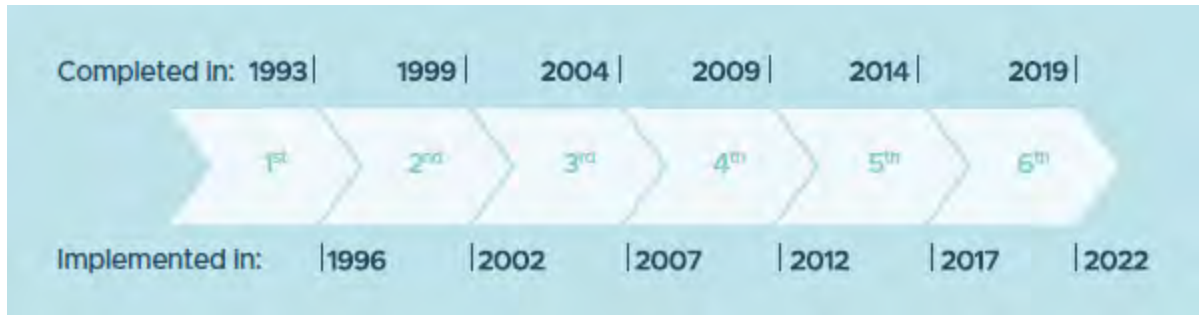 Completed in: 1993| 1999| 2004| 2009| 2014| 2019|
1st 2nd 3rd 4th 5th 6th
Implemented in: |1996 |2002 |2007 |2012 |2017 |2022